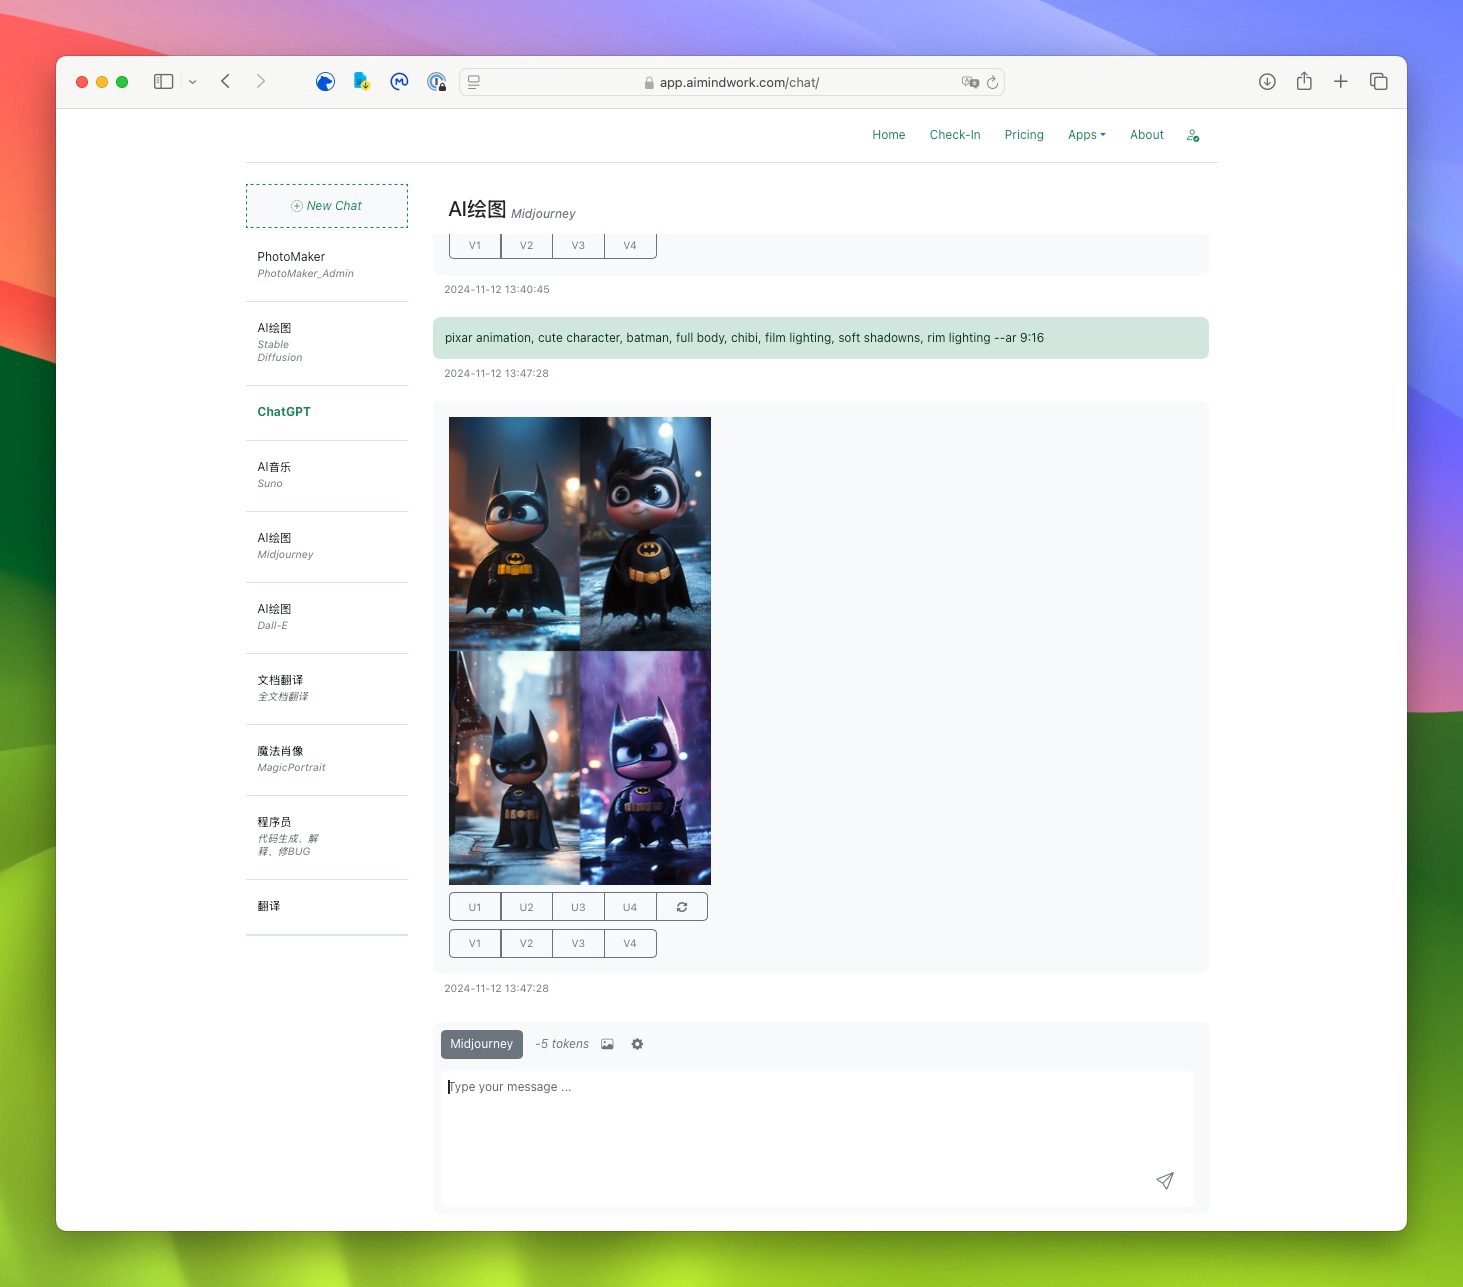 app.aimindwork.com/chat/
Home Check-In Pricing Apps About
New Chat
PhotoMaker
PhotoMaker_Admin
AI绘图
Stable
Diffusion
ChatGPT
AI音乐
Suno
AI绘图
Midjourney
AI绘图
Dall-E
文档翻译
全文档翻译
魔法肖像
MagicPortrait
程序员
代码生成、解
释、修BUG
翻译
AI绘图 Midjourney
V1 V2 V3 V4
2024-11-12 13:40:45
pixar animation, cute character, batman, full body, chibi, film lighting, soft shadowns, rim lighting --ar 9:16
2024-11-12 13:47:28
U1 U2 U3 U4
V1 V2 V3 V4
2024-11-12 13:47:28
Midjourney -5 tokens
Type your message ...